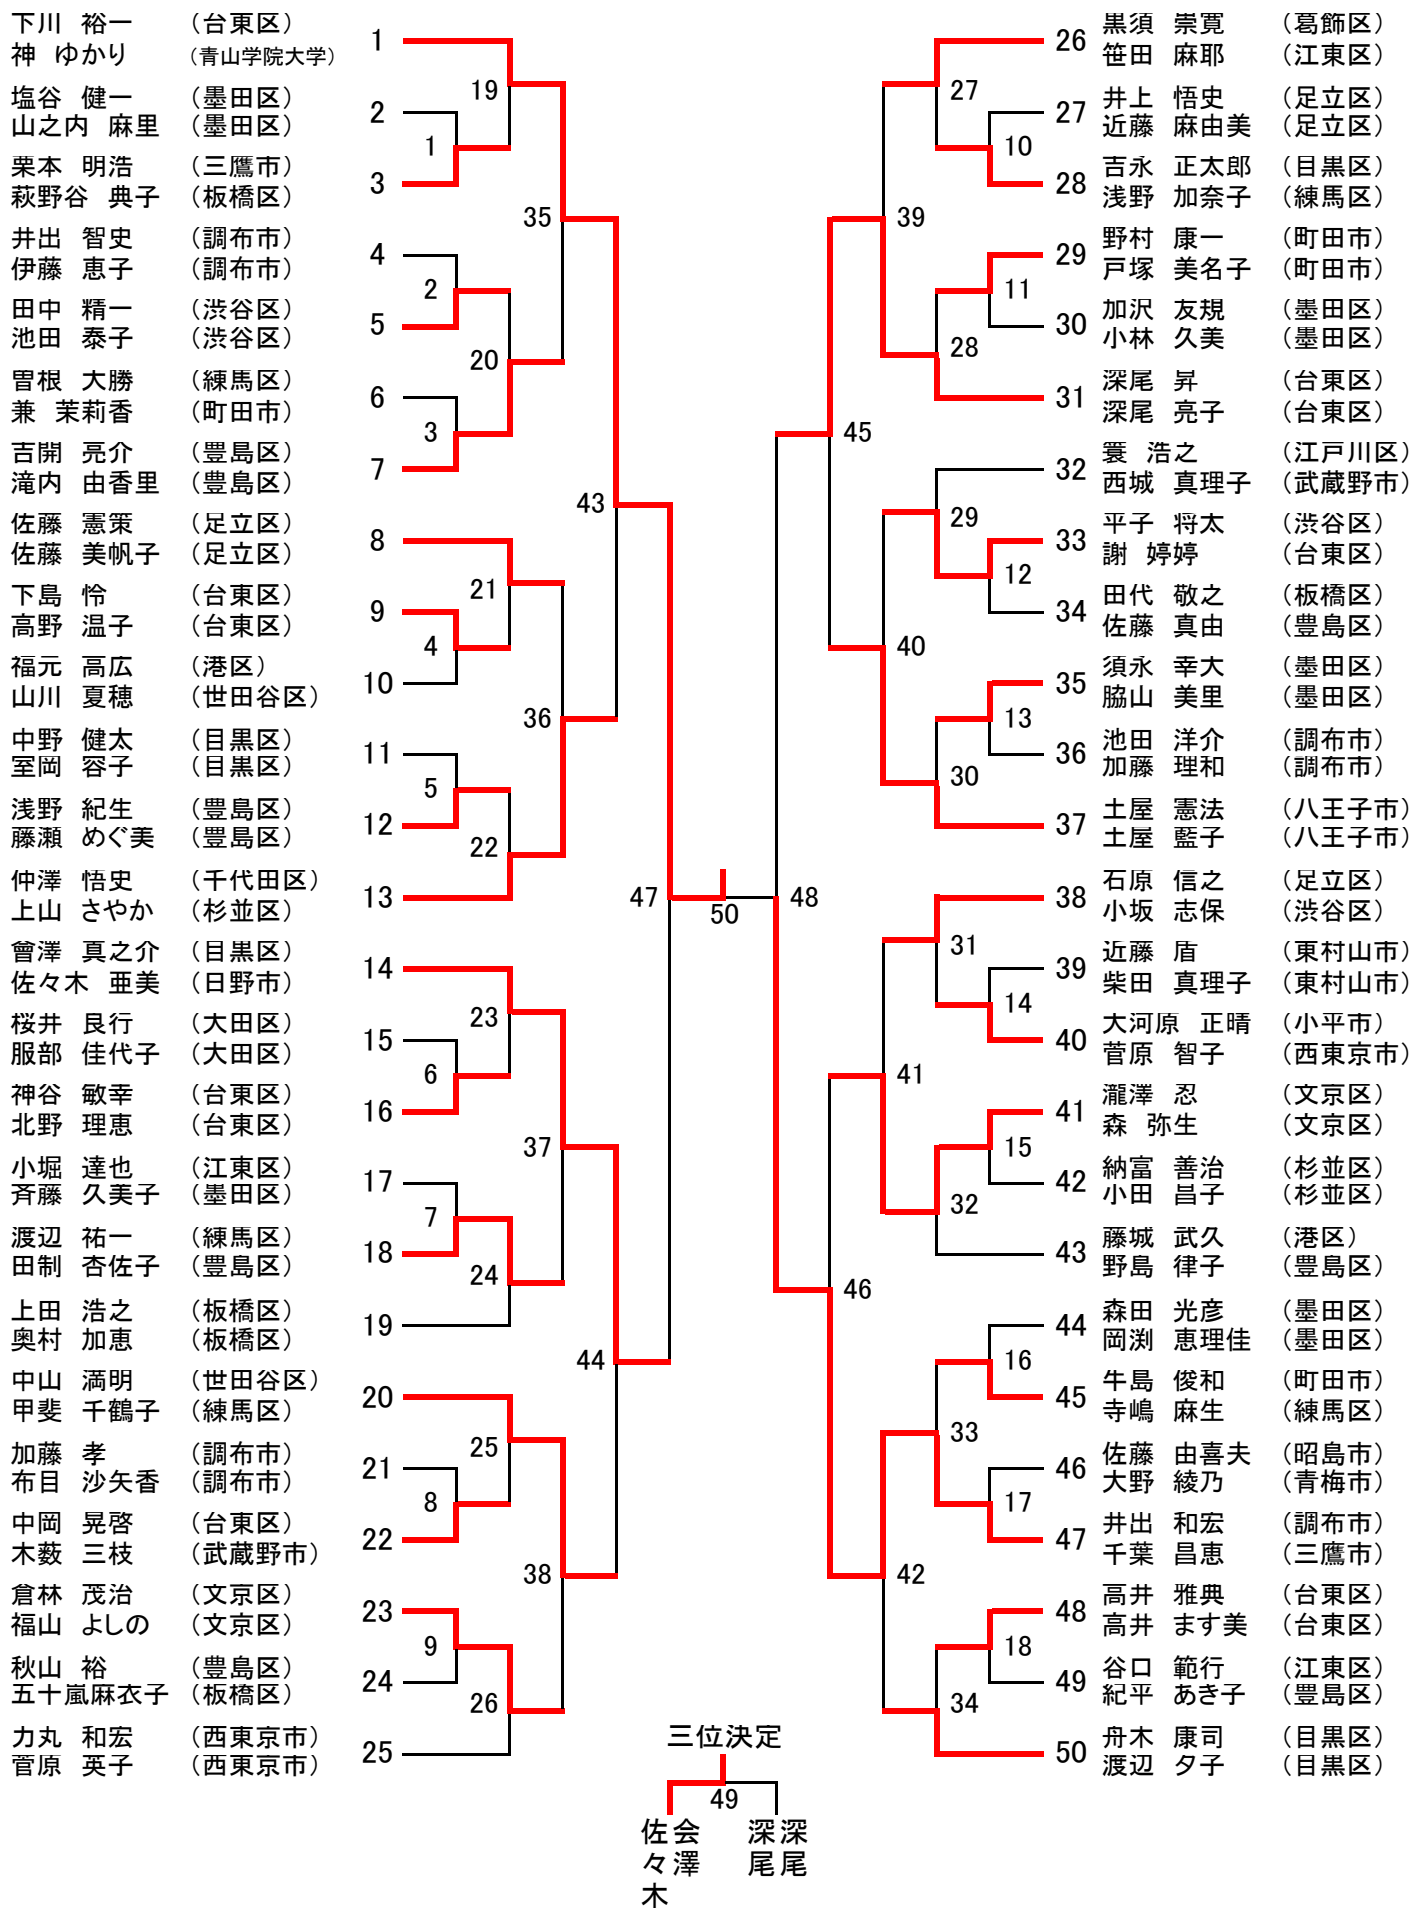 下川 裕一 （台東区）
神 ゆかり （青山学院大学）
1
塩谷 健一 （墨田区）
山之内 麻里 （墨田区）
2
栗本 明浩 （三鷹市）
萩野谷 典子 （板橋区）
3
井出 智史 （調布市）
伊藤 恵子 （調布市）
4
田中 精一 （渋谷区）
池田 泰子 （渋谷区）
5
曽根 大勝 （練馬区）
兼 茉莉香 （町田市）
6
吉開 亮介 （豊島区）
滝内 由香里 （豊島区）
7
佐藤 憲策 （足立区）
佐藤 美帆子 （足立区）
8
下島 怜 （台東区）
高野 温子 （台東区）
9
福元 高広 （港区）
山川 夏穂 （世田谷区）
10
中野 健太 （目黒区）
室岡 容子 （目黒区）
11
浅野 紀生 （豊島区）
藤瀬 めぐ美 （豊島区）
12
仲澤 悟史 （千代田区）
上山 さやか （杉並区）
13
曾澤 真之介 （目黒区）
佐々木 亜美 （日野市）
14
桜井 良行 （大田区）
服部 佳代子 （大田区）
15
神谷 敏幸 （台東区）
北野 理恵 （台東区）
16
小堀 達也 （江東区）
斉藤 久美子 （墨田区）
17
渡辺 祐一 （練馬区）
田制 杏佐子 （豊島区）
18
上田 浩之 （板橋区）
奥村 加恵 （板橋区）
19
中山 満明 （世田谷区）
甲斐 千鶴子 （練馬区）
20
加藤 孝 （調布市）
布目 沙矢香 （調布市）
21
中岡 晃啓 （台東区）
木薮 三枝 （武蔵野市）
22
倉林 茂治 （文京区）
福山 よしの （文京区）
23
秋山 裕 （豊島区）
五十嵐麻衣子 （板橋区）
24
力丸 和宏 （西東京市）
菅原 英子 （西東京市）
25
1
2
3
4
5
6
7
8
9
19
20
21
22
23
24
25
26
35
36
37
38
43
44
47
50
48
45
46
39
40
41
42
27
28
29
30
31
32
33
34
10
11
12
13
14
15
16
17
18
26
黒須 崇寛 （葛飾区）
笹田 麻耶 （江東区）
27
井上 悟史 （足立区）
近藤 麻由美 （足立区）
28
吉永 正太郎 （目黒区）
浅野 加奈子 （練馬区）
29
野村 康一 （町田市）
戸塚 美名子 （町田市）
30
加沢 友規 （墨田区）
小林 久美 （墨田区）
31
深尾 昇 （台東区）
深尾 亮子 （台東区）
32
簑 浩之 （江戸川区）
西城 真理子 （武蔵野市）
33
平子 将太 （渋谷区）
謝 婷婷 （台東区）
34
田代 敬之 （板橋区）
佐藤 真由 （豊島区）
35
須永 幸大 （墨田区）
脇山 美里 （墨田区）
36
池田 洋介 （調布市）
加藤 理和 （調布市）
37
土屋 憲法 （八王子市）
土屋 藍子 （八王子市）
38
石原 信之 （足立区）
小坂 志保 （渋谷区）
39
近藤 盾 （東村山市）
柴田 真理子 （東村山市）
40
大河原 正晴 （小平市）
菅原 智子 （西東京市）
41
瀧澤 忍 （文京区）
森 弥生 （文京区）
42
納富 善治 （杉並区）
小田 昌子 （杉並区）
43
藤城 武久 （港区）
野島 律子 （豊島区）
44
森田 光彦 （墨田区）
岡渕 恵理佳 （墨田区）
45
牛島 俊和 （町田市）
寺嶋 麻生 （練馬区）
46
佐藤 由喜夫 （昭島市）
大野 綾乃 （青梅市）
47
井出 和宏 （調布市）
千葉 昌恵 （三鷹市）
48
高井 雅典 （台東区）
高井 ます美 （台東区）
49
谷口 範行 （江東区）
紀平 あき子 （豊島区）
50
舟木 康司 （目黒区）
渡辺 夕子 （目黒区）
三位決定
49
会澤
佐々木
深尾
深尾